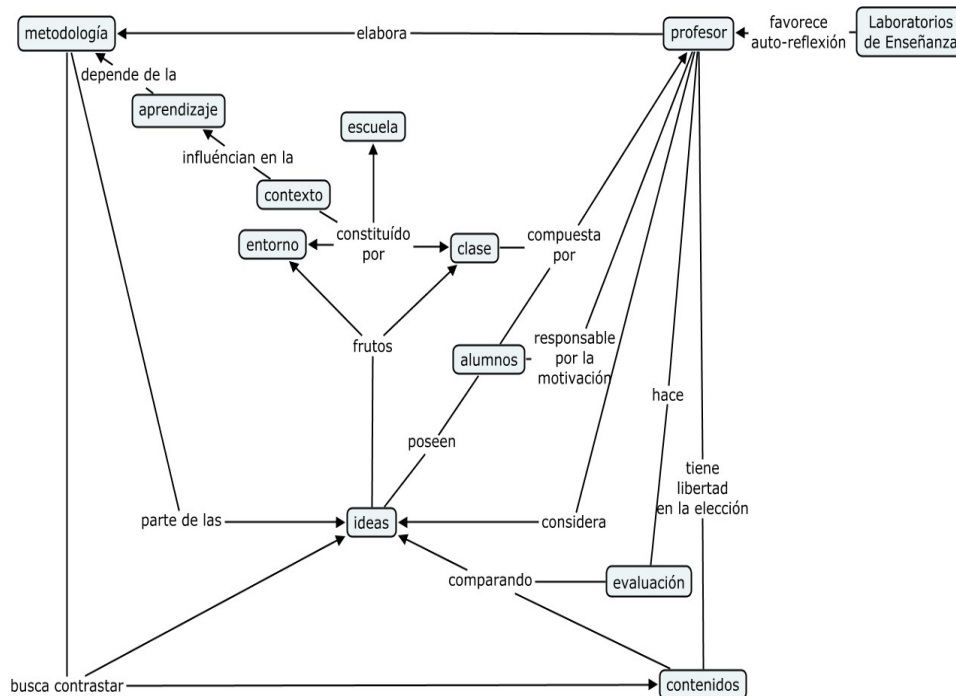 metodología
elabora
profesor
favorece
auto-reflexión
Laboratorios
de Enseñanza
depende de la
aprendizaje
escuela
influéncian en la
contexto
entorno
constituído
por
clase
compuesta
por
frutos
alumnos
responsable
por la
motivación
hace
poseen
tiene
libertad
en la elección
parte de las
ideas
considera
comparando
evaluación
busca contrastar
contenidos